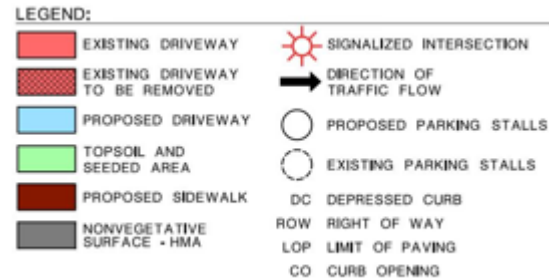 LEGEND:
EXISTING DRIVEWAY
EXISTING DRIVEWAY
TO BE REMOVED
PROPOSED DRIVEWAY
TOPSOIL AND
SEEDED AREA
PROPOSED SIDEWALK
NONVEGETATIVE
SURFACE - HMA
SIGNALIZED INTERSECTION
DIRECTION OF
TRAFFIC FLOW
PROPOSED PARKING STALLS
EXISTING PARKING STALLS
DC DEPRESSED CURB
ROW RIGHT OF WAY
LOP LIMIT OF PAVING
CO CURB OPENING